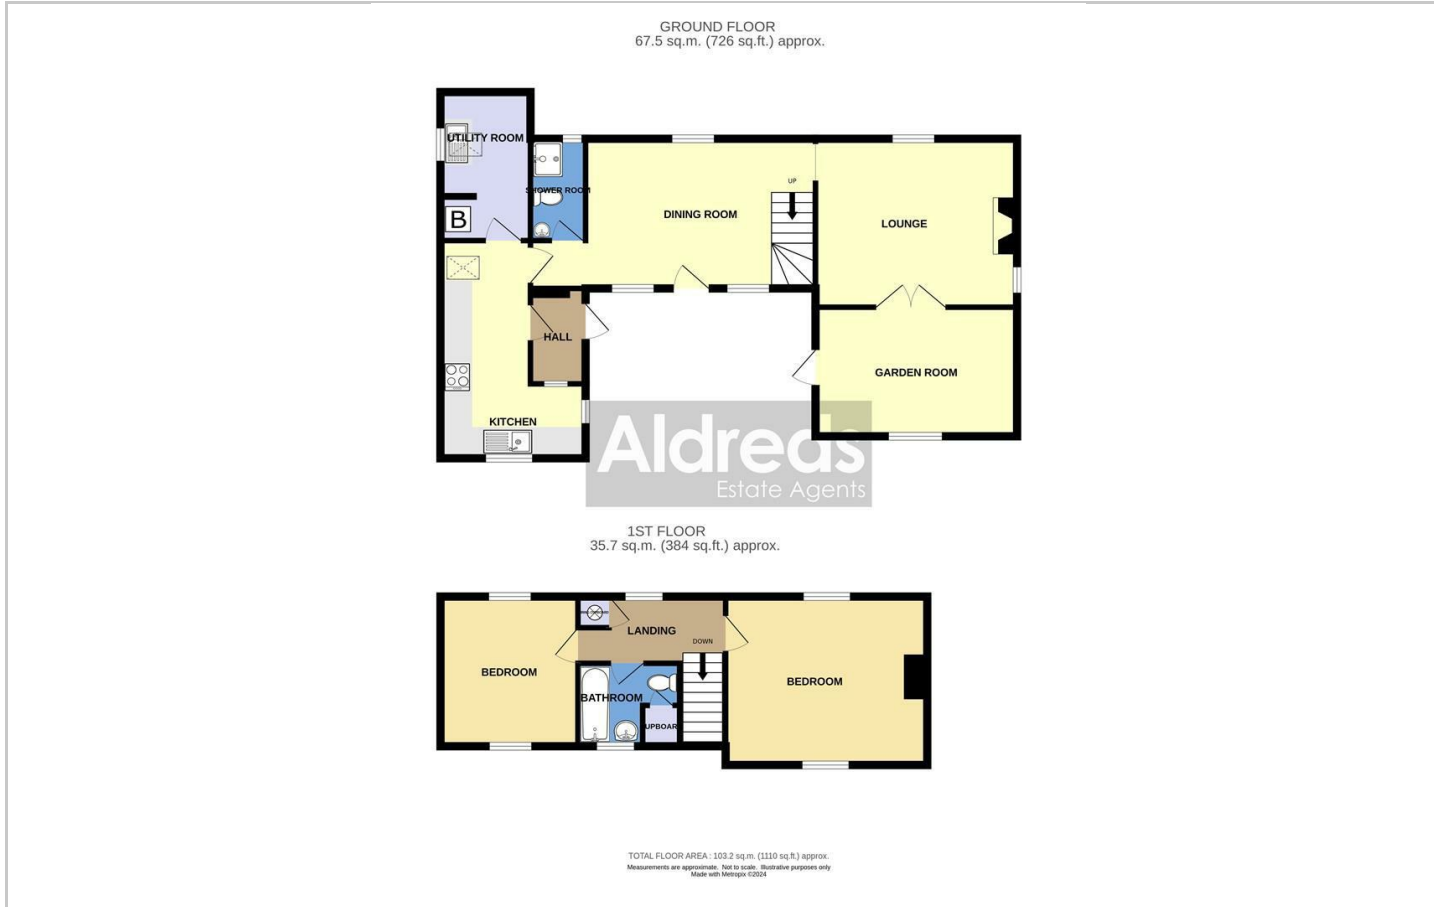 GROUND FLOOR
67.5 sq.m. (726 sq.ft.) approx.
UTILITY ROOM
B
SHOWER ROOM
UP
DINING ROOM
LOUNGE
HALL
GARDEN ROOM
KITCHEN
Aldreds
Estate Agents
1ST FLOOR
35.7 sq.m. (384 sq.ft.) approx.
LANDING
DOWN
BEDROOM
BEDROOM
BATHROOM
UPBOAR
TOTAL FLOOR AREA : 103.2 sq.m. (1110 sq.ft.) approx.
Measurements are approximate. Not to scale. Illustrative purposes only
Made with Metropix ©2024